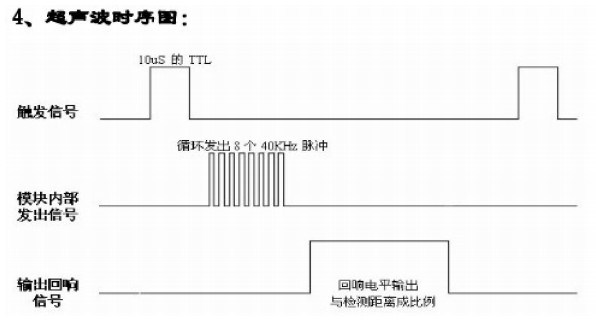 4、超声波时序图：
10uS 的 TTL
触发信号
循环发出 8 个 40KHz 脉冲
模块内部
发出信号
输出回响
信号
回响电平输出
与检测距离成比例